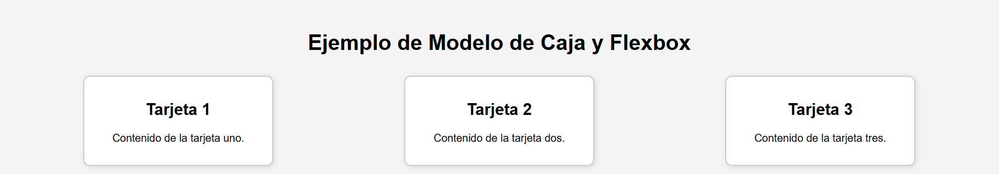 Ejemplo de Modelo de Caja y Flexbox
Tarjeta 1
Contenido de la tarjeta uno.
Tarjeta 2
Contenido de la tarjeta dos.
Tarjeta 3
Contenido de la tarjeta tres.